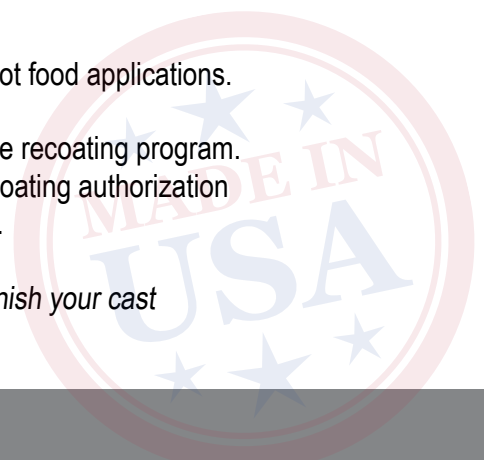 ot food applications.
e recoating program.
oating authorization
.
nish your cast
MADE IN
USA